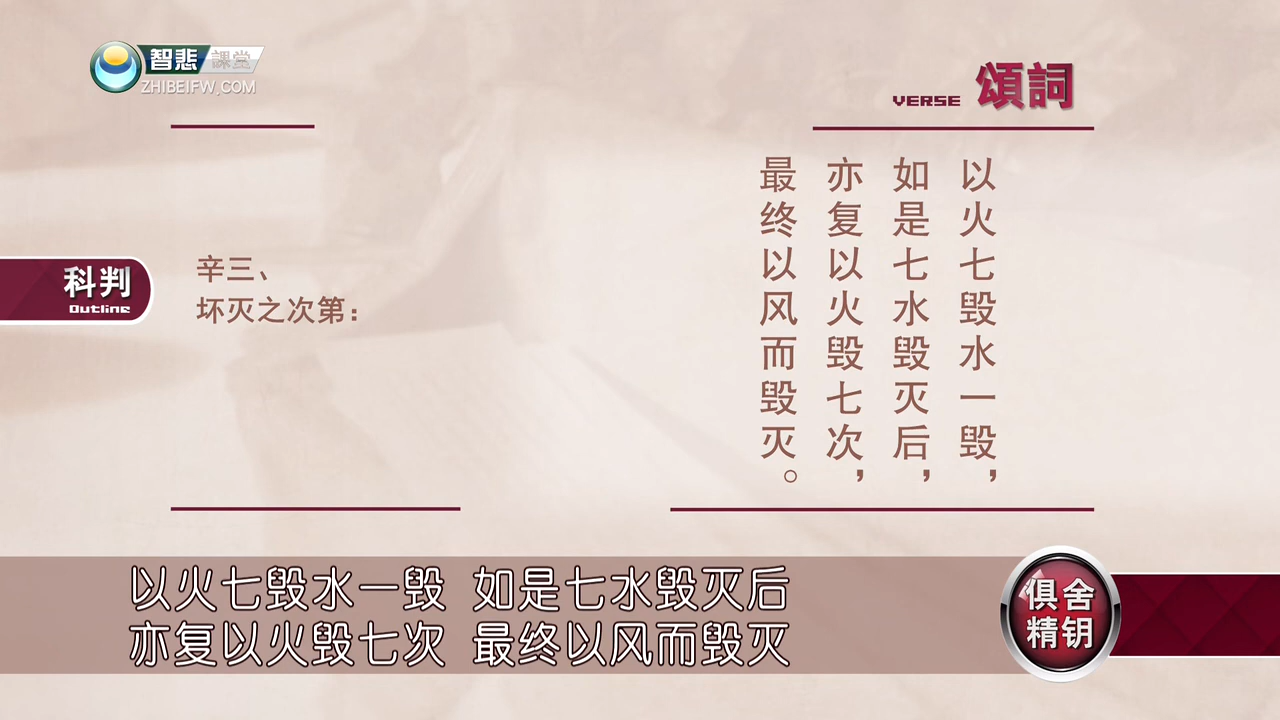 智悲課堂
ZHIBEIFW.COM
VERSE 頌詞
以火七毁水一毁，
如是七水毁灭后，
亦复以火毁七次，
最终以风而毁灭。
科判
Outline
辛三、
坏灭之次第：
以火七毁水一毁 如是七水毁灭后
亦复以火毁七次 最终以风而毁灭
俱舍
精钥